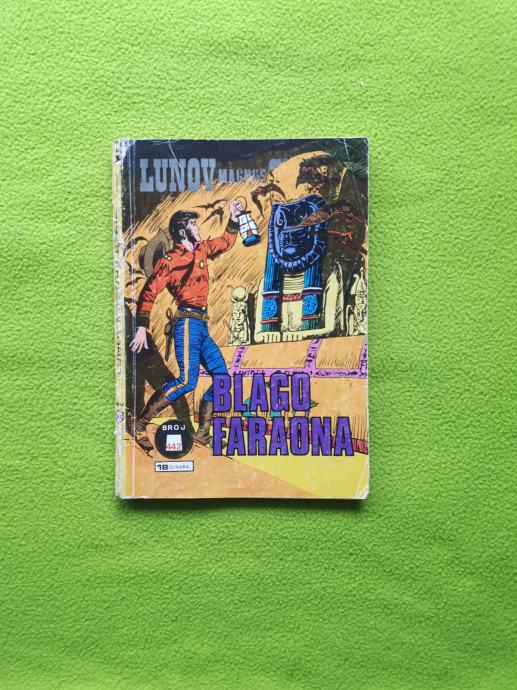 LUNOV MAGNUS
BLAGO
FARAONA
BROJ
442
18 DINARA